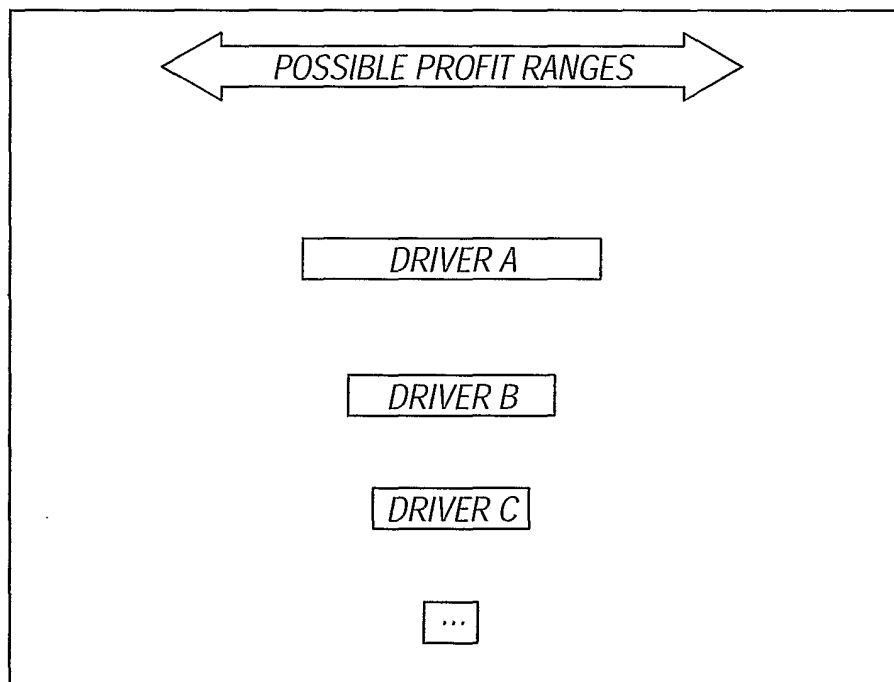 POSSIBLE PROFIT RANGES
DRIVER A
DRIVER B
DRIVER C
...